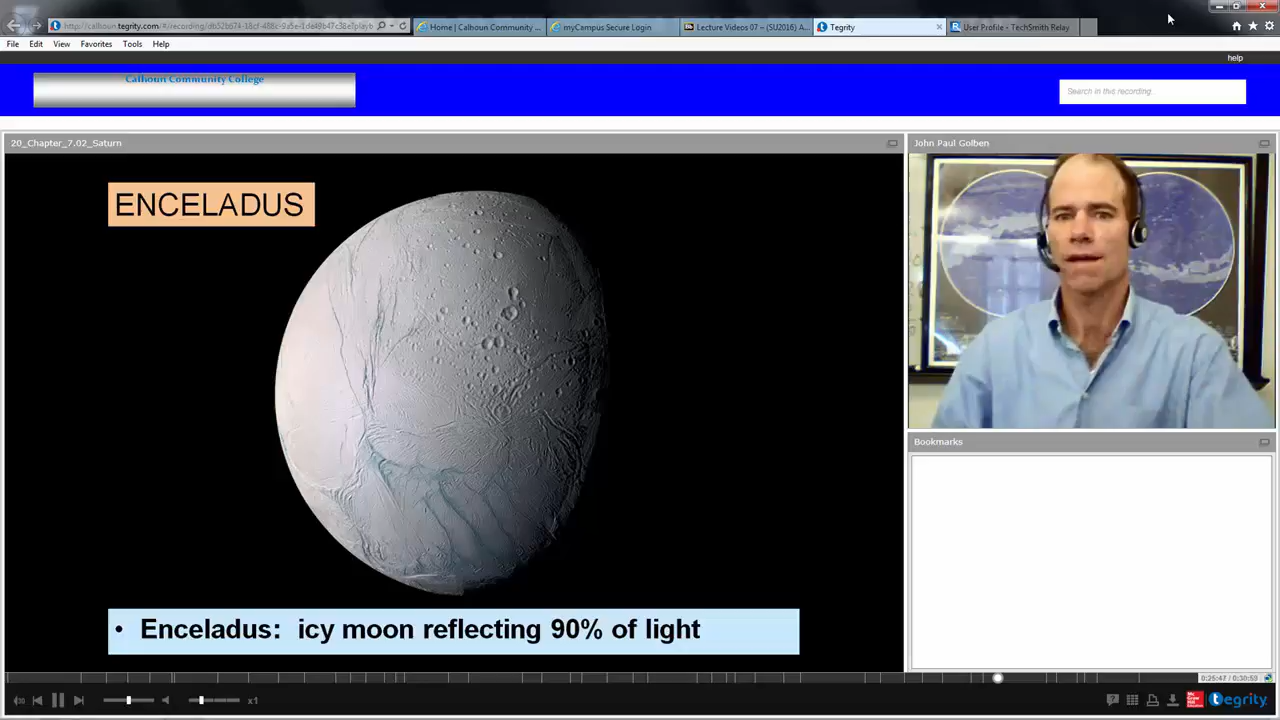 Home | Calhoun Community ...
myCampus Secure Login
Lecture Videos 07 – (SU2016) A...
Tegrity
User Profile - TechSmith Relay
File Edit View Favorites Tools Help
help
Calhoun Community College
Search in this recording...
20_Chapter_7.02_Saturn
John Paul Golben
ENCELADUS
Bookmarks
• Enceladus: icy moon reflecting 90% of light
x1
tegrity